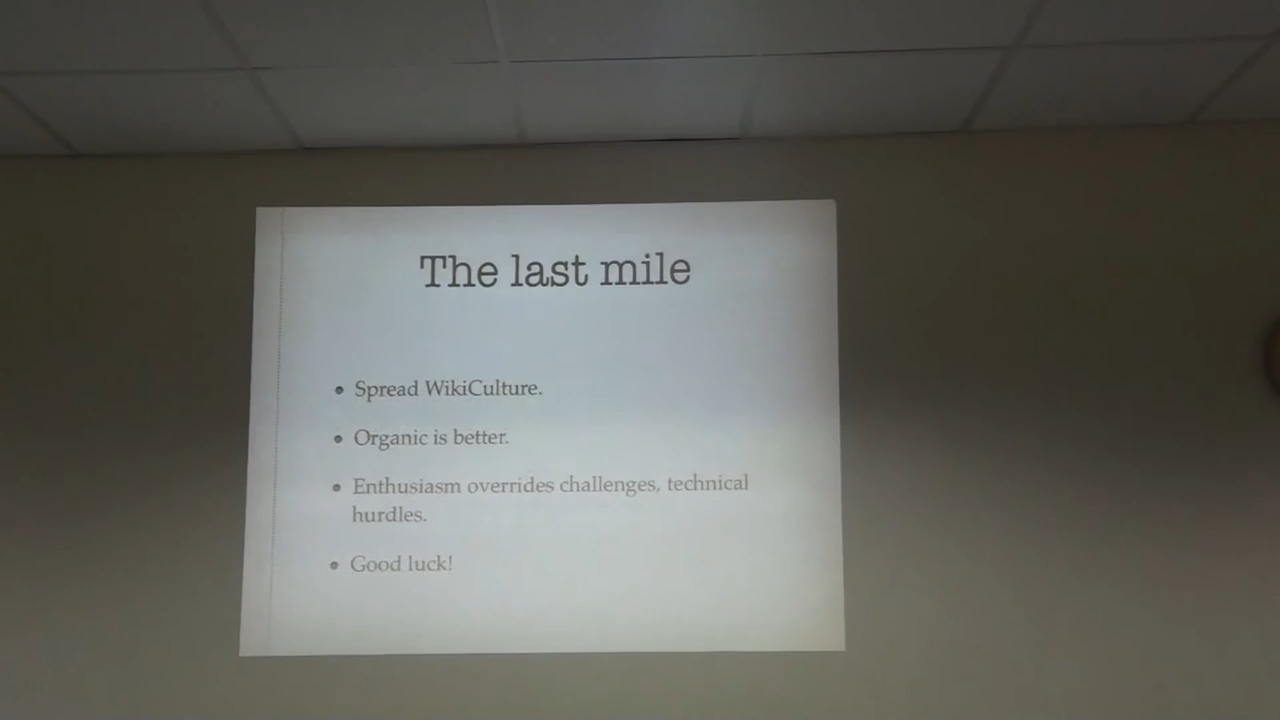 The last mile
• Spread WikiCulture.
• Organic is better.
• Enthusiasm overrides challenges, technical
hurdles.
• Good luck!